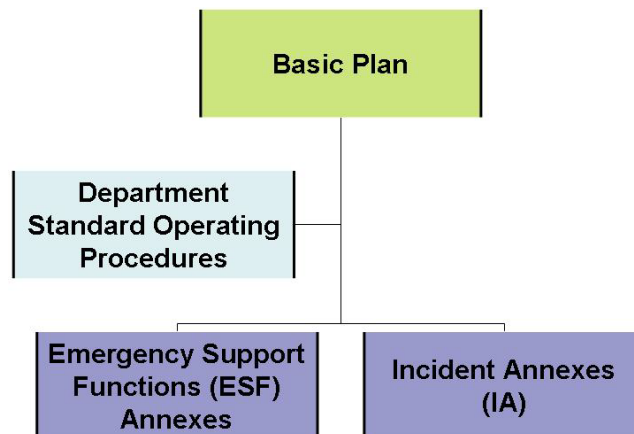 Basic Plan
Department
Standard Operating
Procedures
Emergency Support
Functions (ESF)
Annexes
Incident Annexes
(IA)